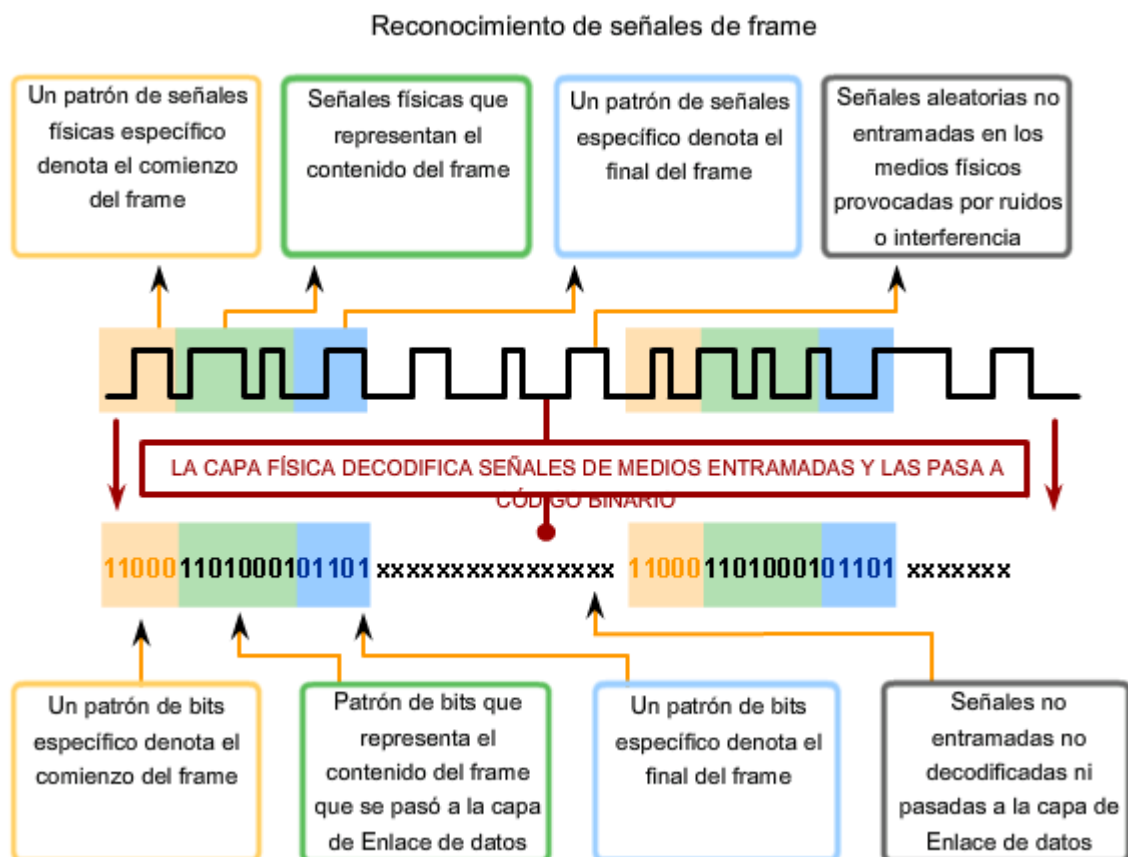 Reconocimiento de señales de frame
Un patrón de señales
físicas específico
denota el comienzo
del frame
Señales físicas que
representan el
contenido del frame
Un patrón de señales
específico denota el
final del frame
Señales aleatorias no
entramadas en los
medios físicos
provocadas por ruidos
o interferencia
LA CAPA FÍSICA DECODIFICA SEÑALES DE MEDIOS ENTRAMADAS Y LAS PASA A
CÓDIGO BINARIO
110001101000101101 xxxxxxxxxxxxxxxx 110001101000101101 xxxxxxx
Un patrón de bits
específico denota el
comienzo del frame
Patrón de bits que
representa el
contenido del frame
que se pasó a la capa
de Enlace de datos
Un patrón de bits
específico denota el
final del frame
Señales no
entramadas no
decodificadas ni
pasadas a la capa de
Enlace de datos